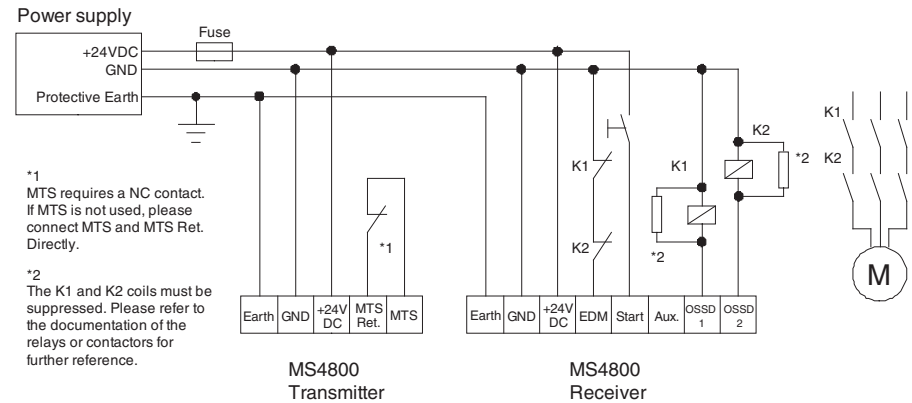 Power supply
Fuse
+24VDC
GND
Protective Earth
*1
MTS requires a NC contact.
If MTS is not used, please
connect MTS and MTS Ret.
Directly.
*2
The K1 and K2 coils must be
suppressed. Please refer to
the documentation of the
relays or contactors for
further reference.
*1
K1
K2
K1
*2
K2
*2
K1
K2
M
Earth
GND
+24V
DC
MTS
Ret.
MTS
Earth
GND
+24V
DC
EDM
Start
Aux.
OSSD
1
OSSD
2
MS4800
Transmitter
MS4800
Receiver